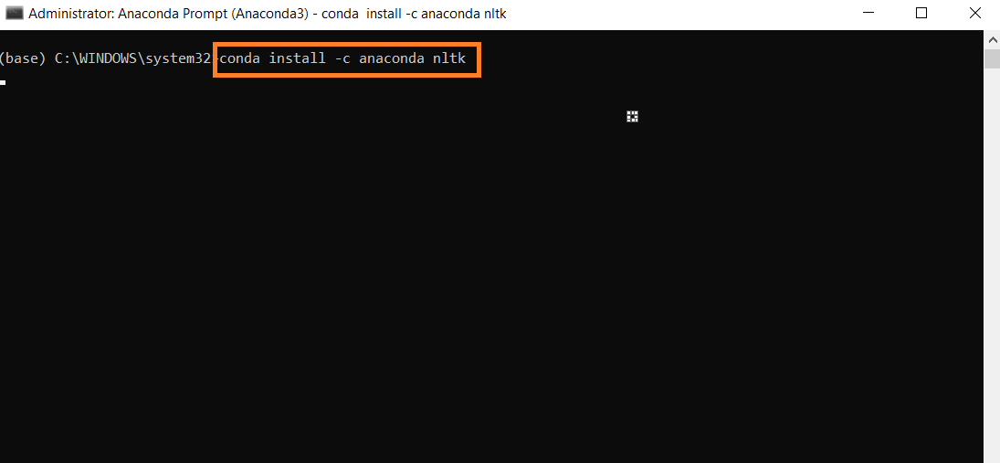 Administrator: Anaconda Prompt (Anaconda3) - conda  install -c anaconda nltk
(base) C:\WINDOWS\system32>conda install -c anaconda nltk